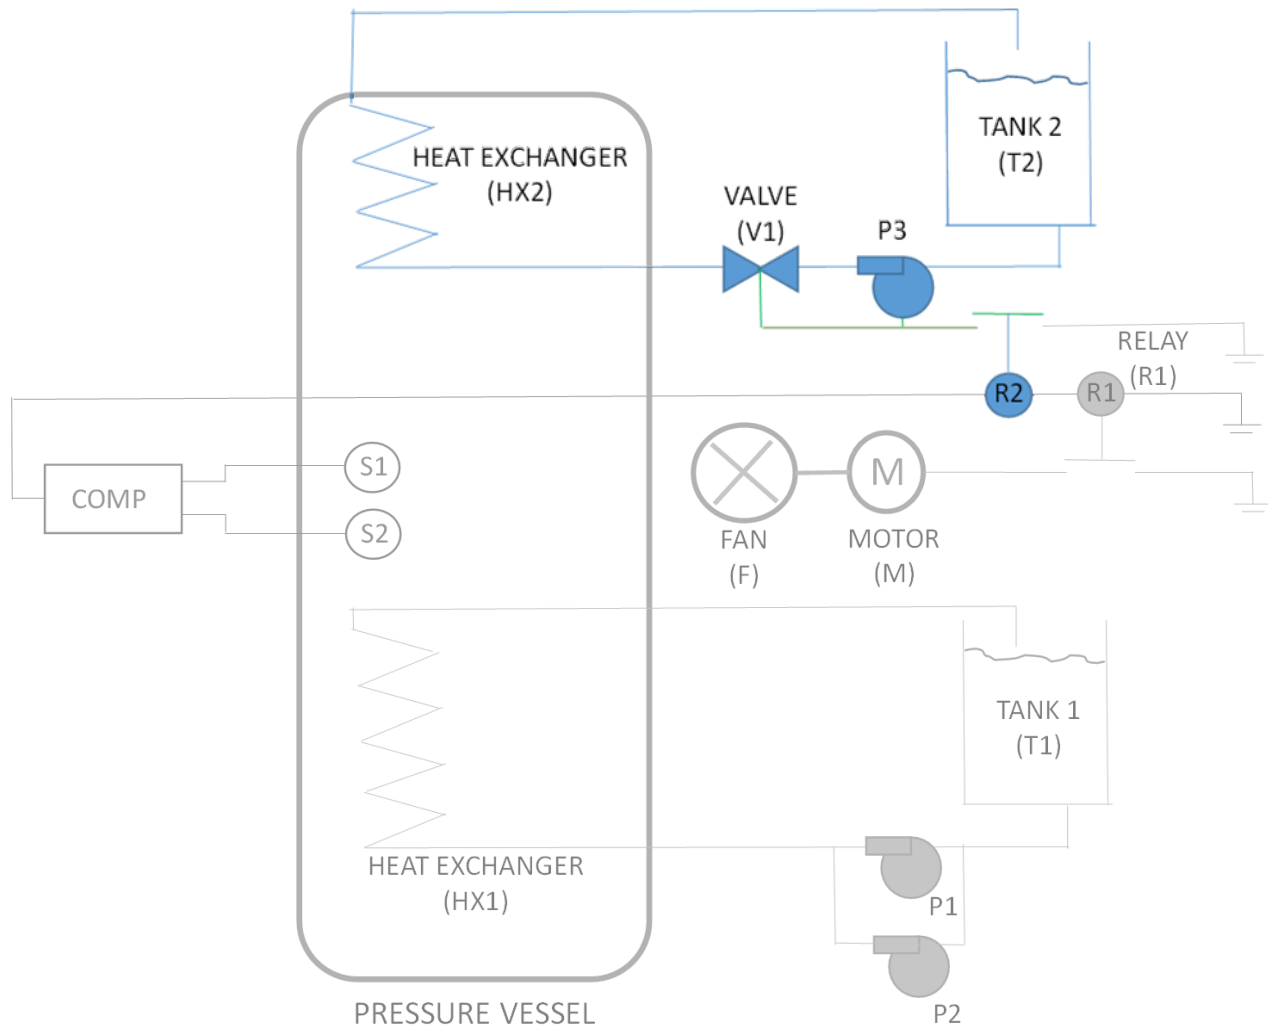 TANK 2
(T2)
HEAT EXCHANGER
(HX2)
VALVE
(V1)
P3
RELAY
(R1)
R2
R1
S1
COMP
S2
M
FAN
(F)
MOTOR
(M)
TANK 1
(T1)
HEAT EXCHANGER
(HX1)
P1
P2
PRESSURE VESSEL